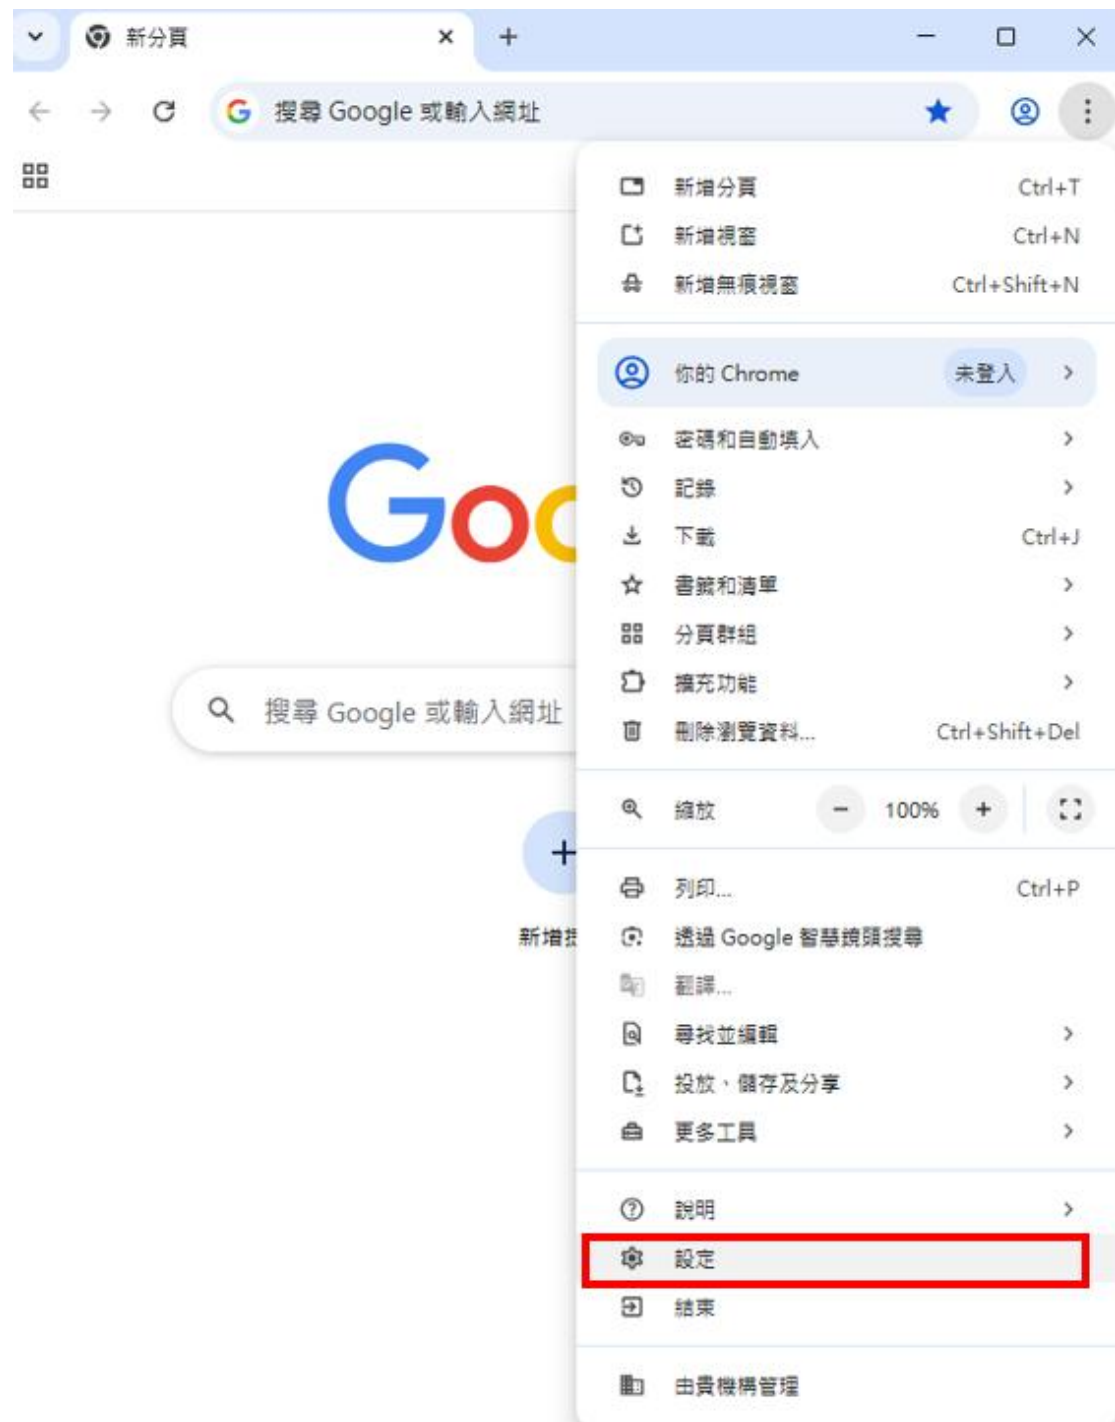 新分頁
搜尋 Google 或輸入網址
新增分頁 Ctrl+T
新增視窗 Ctrl+N
新增無痕視窗 Ctrl+Shift+N
你的 Chrome 未登入
密碼和自動填入
記錄
下載 Ctrl+J
書籤和清單
分頁群組
擴充功能
刪除瀏覽資料... Ctrl+Shift+Del
Goo
搜尋 Google 或輸入網址
縮放 − 100% +
新增
列印... Ctrl+P
透過 Google 智慧鏡頭搜尋
翻譯...
尋找並編輯
投放、儲存及分享
更多工具
說明
設定
結束
由貴機構管理